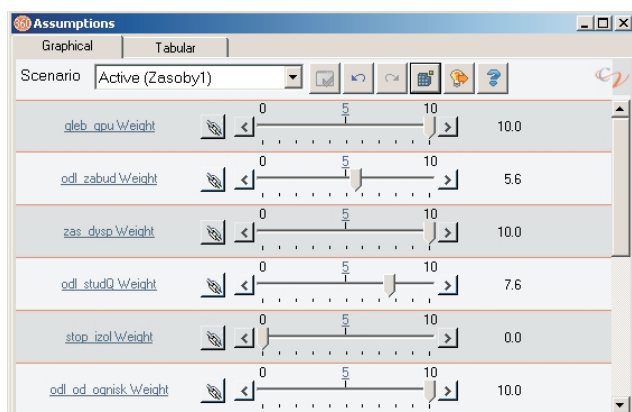 360 Assumptions
Graphical Tabular
Scenario Active (Zasoby1)
CV
0 5 10
gleb_gpu Weight 10.0
0 5 10
odl_zabud Weight 5.6
0 5 10
zas_dysp Weight 10.0
0 5 10
odl_studQ Weight 7.6
0 5 10
stop_izol Weight 0.0
0 5 10
odl_od_ognisk Weight 10.0